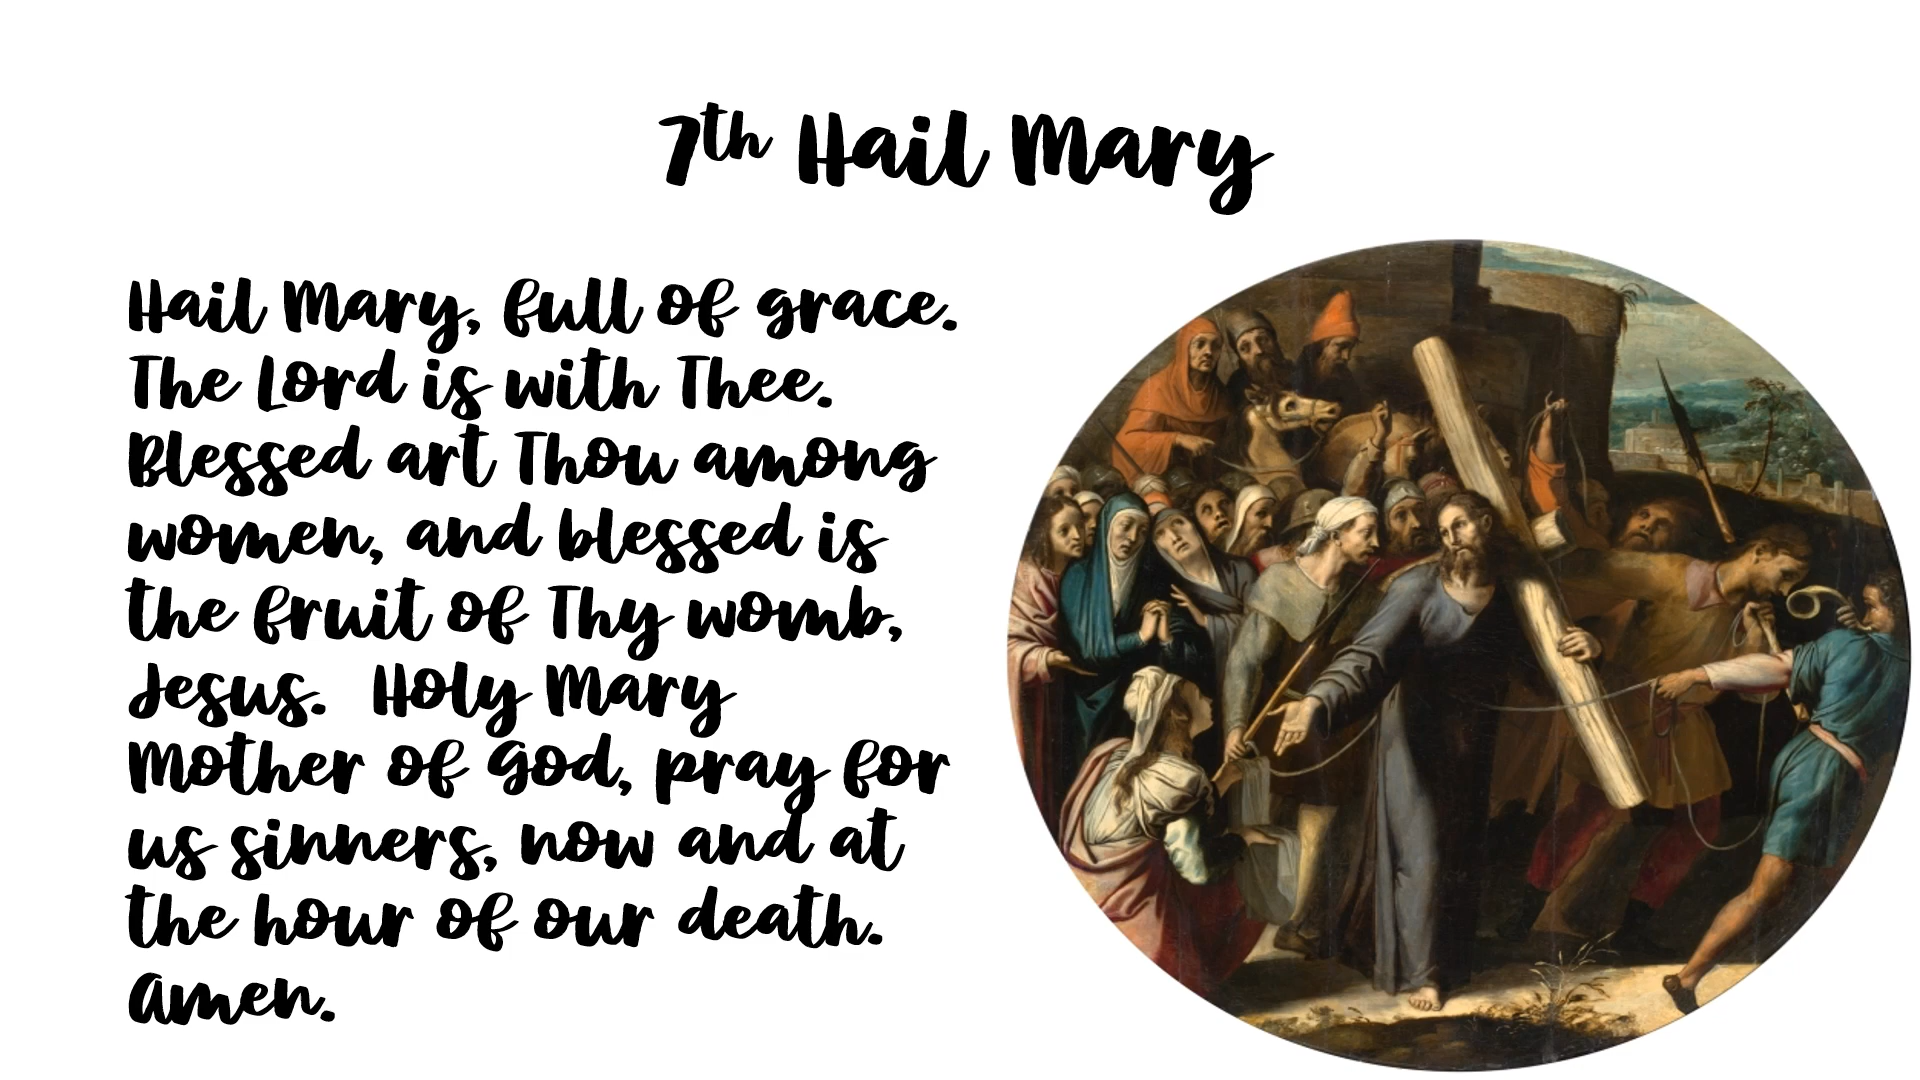 7th Hail Mary
Hail Mary, full of grace.
The Lord is with Thee.
Blessed art Thou among
women, and blessed is
the fruit of Thy womb,
Jesus. Holy Mary
Mother of God, pray for
us sinners, now and at
the hour of our death.
Amen.